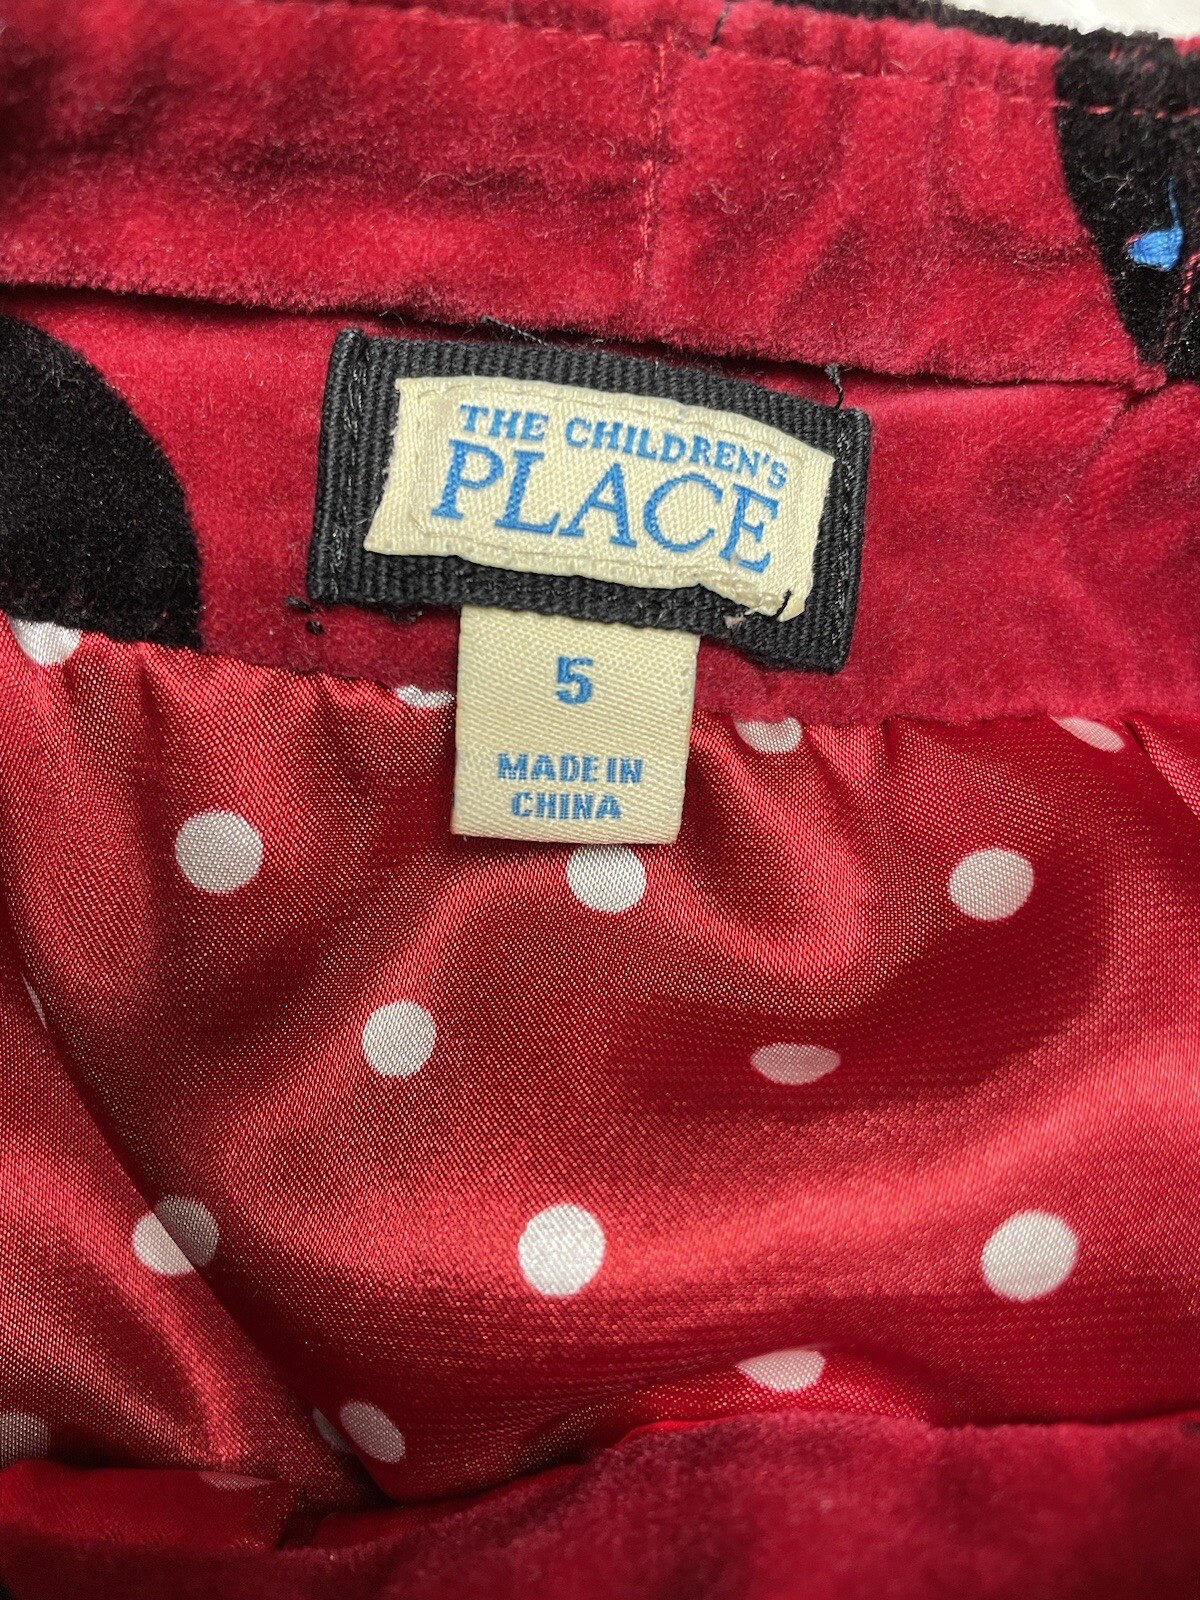 THE CHILDREN'S
PLACE
5
MADE IN
CHINA